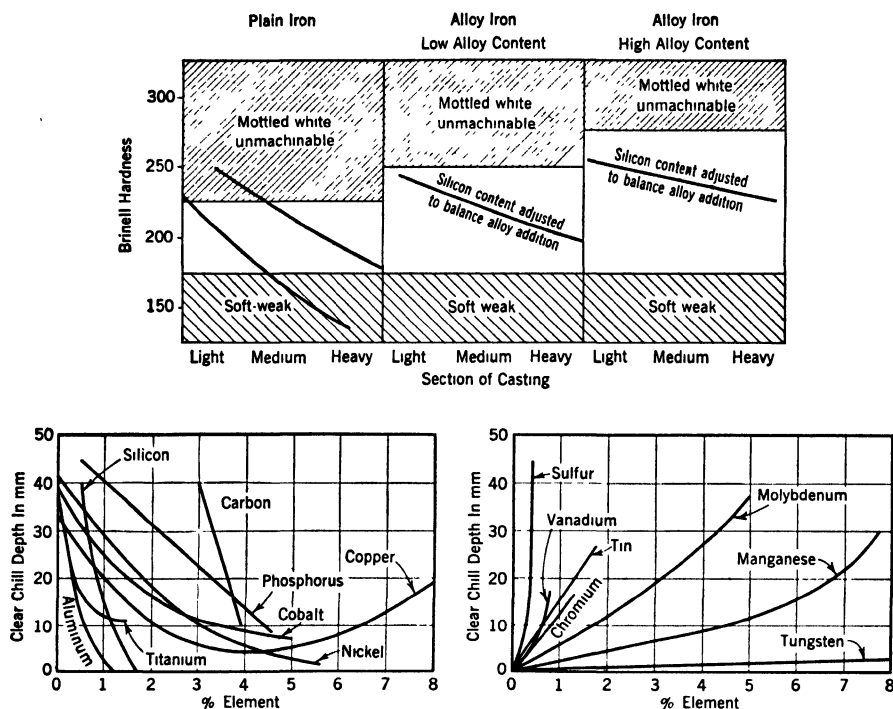 Plain Iron
Alloy Iron
Low Alloy Content
Alloy Iron
High Alloy Content
Brinell Hardness
300
250
200
150
Mottled white
unmachinable
Mottled white
unmachinable
Mottled white
unmachinable
Silicon content adjusted
to balance alloy addition
Silicon content adjusted
to balance alloy addition
Soft-weak
Soft weak
Soft weak
Light Medium Heavy
Light Medium Heavy
Light Medium Heavy
Section of Casting
Clear Chill Depth In mm
50
40
30
20
10
0
Silicon
Carbon
Copper
Phosphorus
Cobalt
Nickel
Aluminum
Titanium
0 1 2 3 4 5 6 7 8
% Element
Clear Chill Depth In mm
50
40
30
20
10
0
Sulfur
Molybdenum
Vanadium
Tin
Manganese
Chromium
Tungsten
0 1 2 3 4 5 6 7 8
% Element